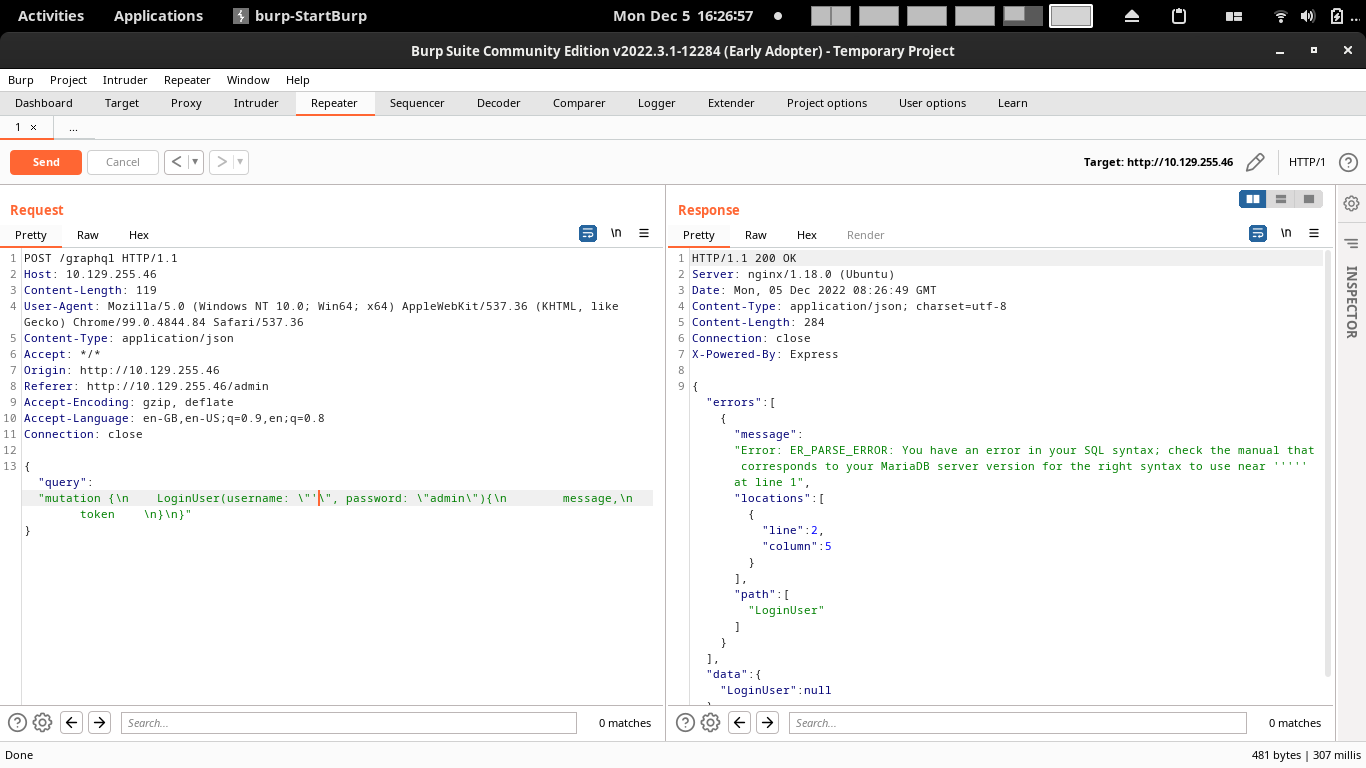 Activities Applications burp-StartBurp Mon Dec 5 16:26:57 ...
Burp Suite Community Edition v2022.3.1-12284 (Early Adopter) - Temporary Project
Burp Project Intruder Repeater Window Help
Dashboard Target Proxy Intruder Repeater Sequencer Decoder Comparer Logger Extender Project options User options Learn
1 × ...
Send Cancel < > Target: http://10.129.255.46 HTTP/1 ?
Request
Pretty Raw Hex \n
1 POST /graphql HTTP/1.1
2 Host: 10.129.255.46
3 Content-Length: 119
4 User-Agent: Mozilla/5.0 (Windows NT 10.0; Win64; x64) AppleWebKit/537.36 (KHTML, like
Gecko) Chrome/99.0.4844.84 Safari/537.36
5 Content-Type: application/json
6 Accept: */*
7 Origin: http://10.129.255.46
8 Referer: http://10.129.255.46/admin
9 Accept-Encoding: gzip, deflate
10 Accept-Language: en-GB,en-US;q=0.9,en;q=0.8
11 Connection: close
12
13 {
"query":
"mutation {\n    LoginUser(username: \"'\", password: \"admin\"){\n        message,\n
token    \n}\n}"
}
? Search... 0 matches
Response
Pretty Raw Hex Render \n
1 HTTP/1.1 200 OK
2 Server: nginx/1.18.0 (Ubuntu)
3 Date: Mon, 05 Dec 2022 08:26:49 GMT
4 Content-Type: application/json; charset=utf-8
5 Content-Length: 284
6 Connection: close
7 X-Powered-By: Express
8
9 {
"errors":[
{
"message":
"Error: ER_PARSE_ERROR: You have an error in your SQL syntax; check the manual that
corresponds to your MariaDB server version for the right syntax to use near '''''
at line 1",
"locations":[
{
"line":2,
"column":5
}
],
"path":[
"LoginUser"
]
}
],
"data":{
"LoginUser":null
? Search... 0 matches
INSPECTOR
Done 481 bytes | 307 millis